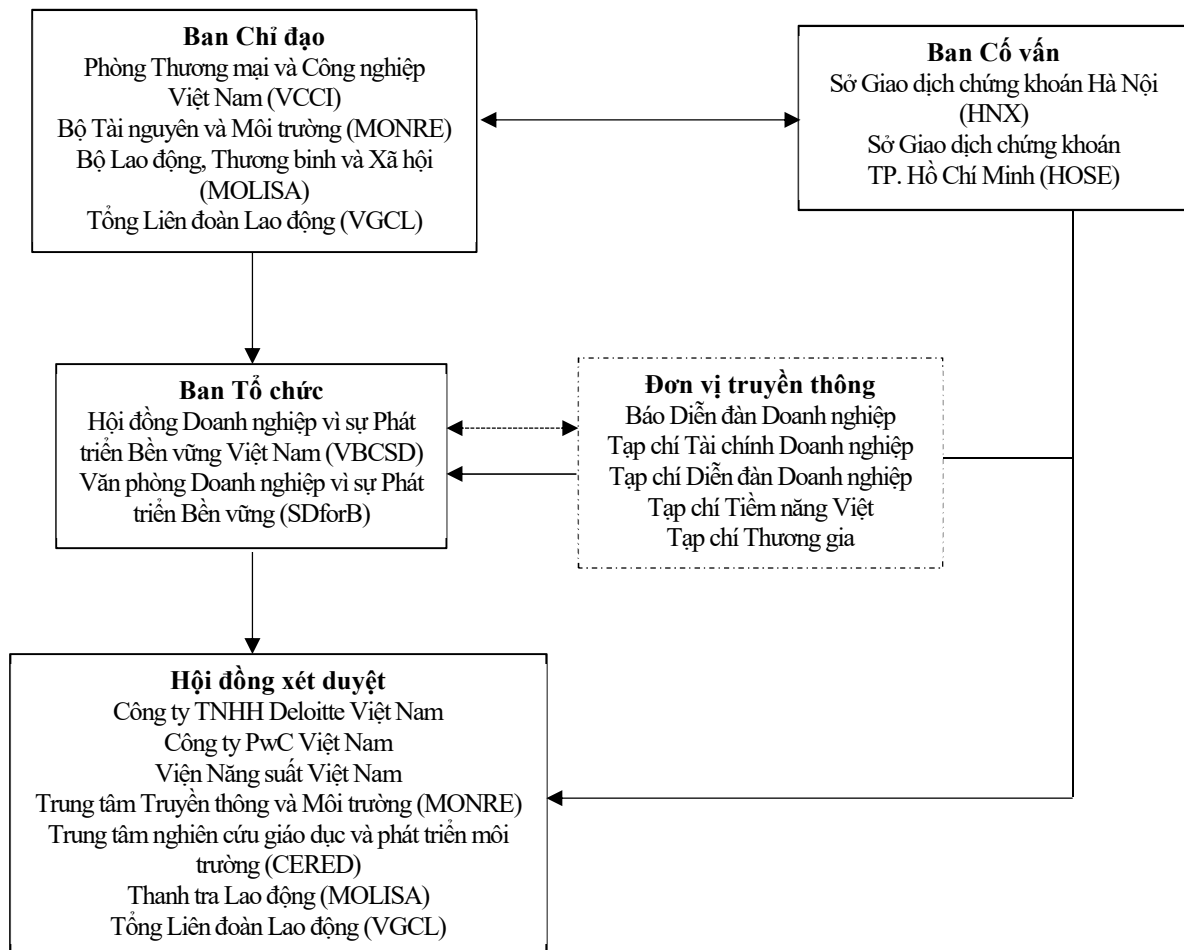 Ban Chỉ đạo
Phòng Thương mại và Công nghiệp
Việt Nam (VCCI)
Bộ Tài nguyên và Môi trường (MONRE)
Bộ Lao động, Thương binh và Xã hội
(MOLISA)
Tổng Liên đoàn Lao động (VGCL)
Ban Cố vấn
Sở Giao dịch chứng khoán Hà Nội
(HNX)
Sở Giao dịch chứng khoán
TP. Hồ Chí Minh (HOSE)
Ban Tổ chức
Hội đồng Doanh nghiệp vì sự Phát
triển Bền vững Việt Nam (VBCSD)
Văn phòng Doanh nghiệp vì sự Phát
triển Bền vững (SDforB)
Đơn vị truyền thông
Báo Diễn đàn Doanh nghiệp
Tạp chí Tài chính Doanh nghiệp
Tạp chí Diễn đàn Doanh nghiệp
Tạp chí Tiềm năng Việt
Tạp chí Thương gia
Hội đồng xét duyệt
Công ty TNHH Deloitte Việt Nam
Công ty PwC Việt Nam
Viện Năng suất Việt Nam
Trung tâm Truyền thông và Môi trường (MONRE)
Trung tâm nghiên cứu giáo dục và phát triển môi
trường (CERED)
Thanh tra Lao động (MOLISA)
Tổng Liên đoàn Lao động (VGCL)